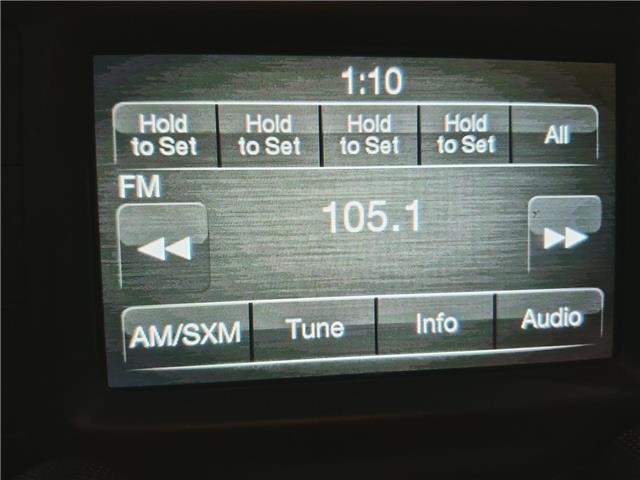 1:10
Hold to Set Hold to Set Hold to Set Hold to Set All
FM
105.1
AM/SXM Tune Info Audio